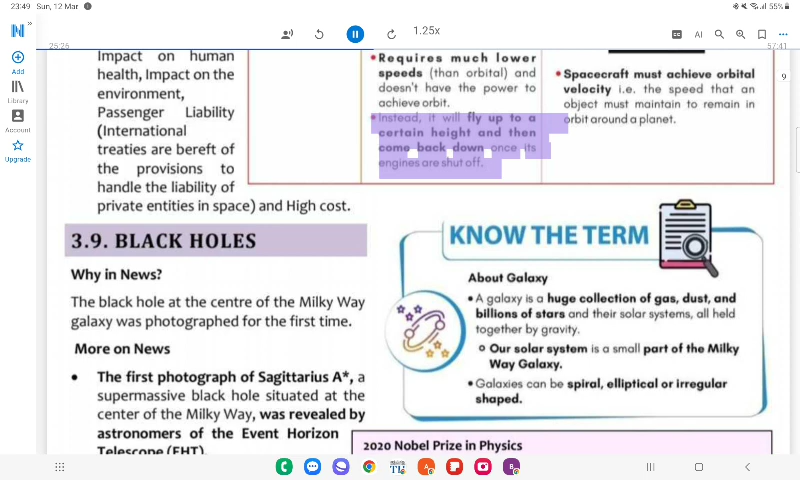 23:49 Sun, 12 Mar
55%
N
1.25x
AI
25:26
57:41
Add
Library
Account
Upgrade
9
Impact on human
health, Impact on the
environment,
Passenger Liability
(International
treaties are bereft of
the provisions to
handle the liability of
private entities in space) and High cost.
• Requires much lower
speeds (than orbital) and
doesn't have the power to
achieve orbit.
• Instead, it will fly up to a
certain height and then
come back down once its
engines are shut off.
• Spacecraft must achieve orbital
velocity i.e. the speed that an
object must maintain to remain in
orbit around a planet.
3.9. BLACK HOLES
Why in News?
The black hole at the centre of the Milky Way
galaxy was photographed for the first time.
More on News
• The first photograph of Sagittarius A*, a
supermassive black hole situated at the
center of the Milky Way, was revealed by
astronomers of the Event Horizon
Telescope (EHT).
KNOW THE TERM
About Galaxy
• A galaxy is a huge collection of gas, dust, and
billions of stars and their solar systems, all held
together by gravity.
Our solar system is a small part of the Milky
Way Galaxy.
• Galaxies can be spiral, elliptical or irregular
shaped.
2020 Nobel Prize in Physics